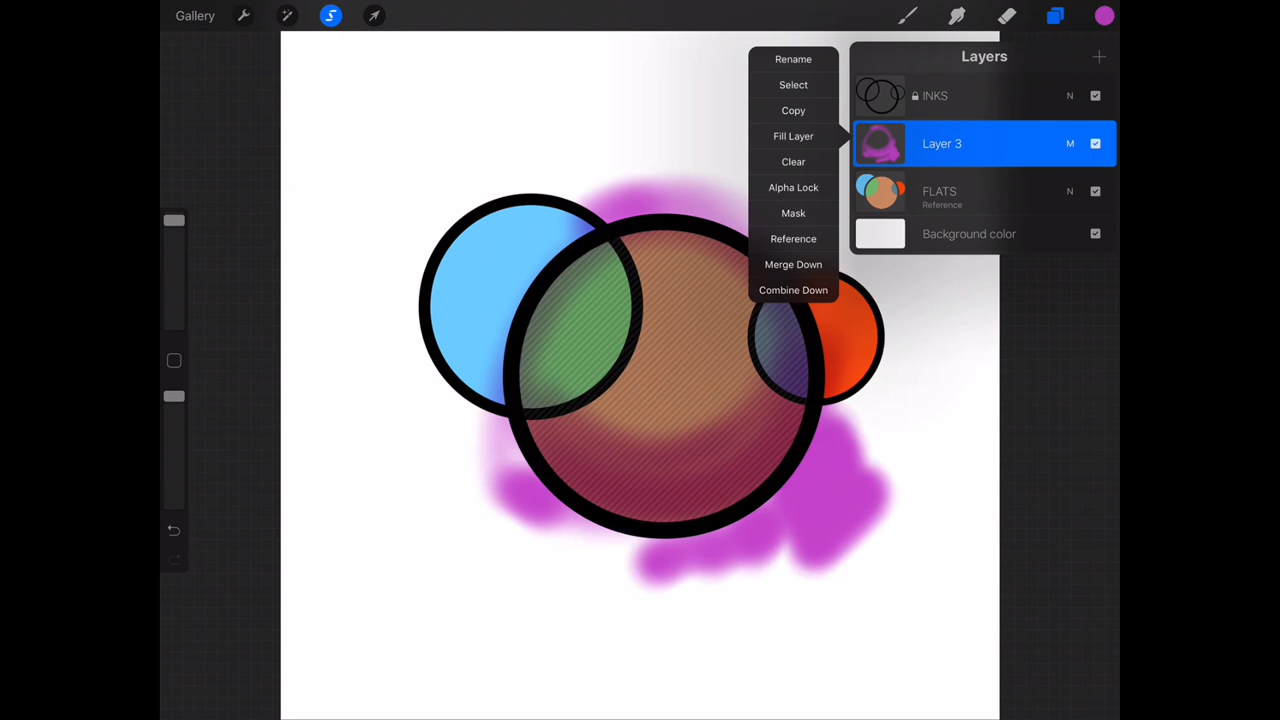 Gallery
Layers
Rename
Select
Copy
Fill Layer
Clear
Alpha Lock
Mask
Reference
Merge Down
Combine Down
INKS N
Layer 3 M
FLATS N
Reference
Background color